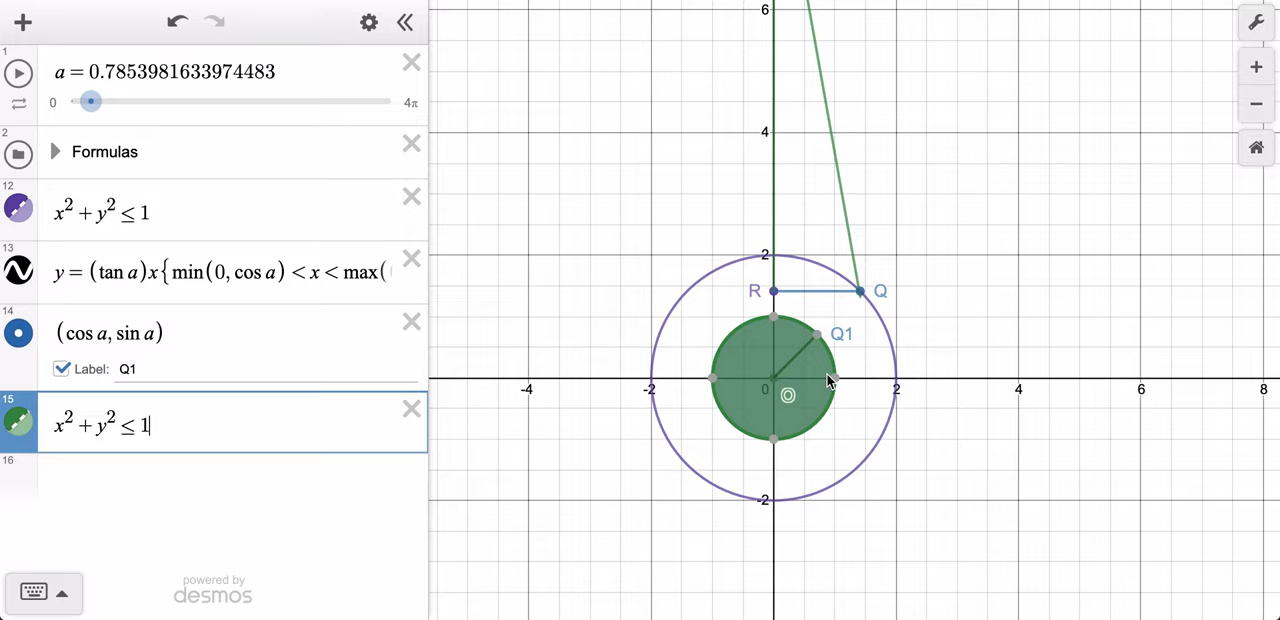 1
a = 0.7853981633974483
0
4π
2
Formulas
12
x² + y² ≤ 1
13
y = (tan a)x{min(0, cos a) < x < max(
14
(cos a, sin a)
Label: Q1
15
x² + y² ≤ 1
16
powered by
desmos
6
4
2
R
Q
Q1
-4
-2
0
2
4
6
8
O
-2